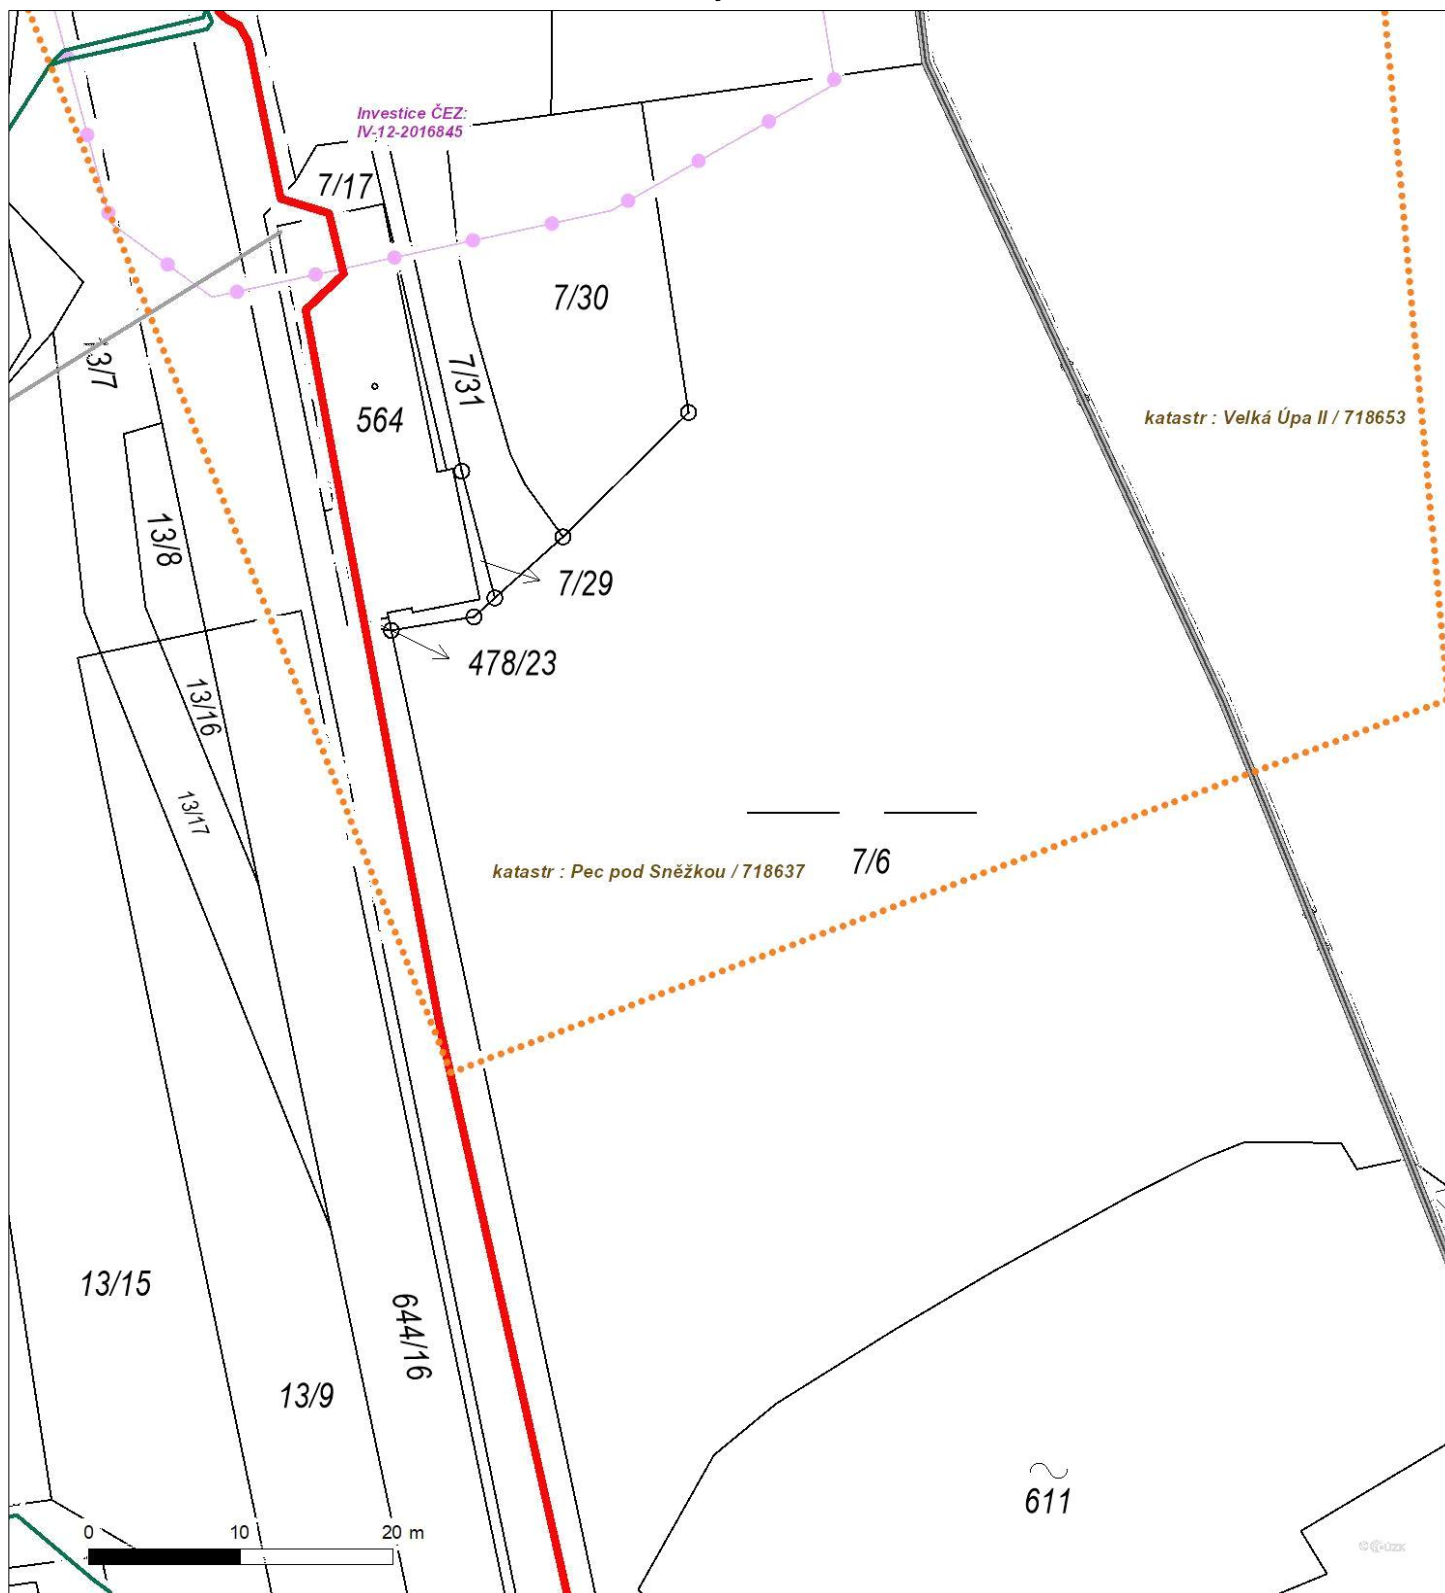 Investice ČEZ:
IV-12-2016845
7/17
7/30
7/31
564
katastr : Velká Úpa II / 718653
13/8
7/29
478/23
13/16
13/17
7/6
katastr : Pec pod Sněžkou / 718637
13/15
644/16
13/9
611
0 10 20 m